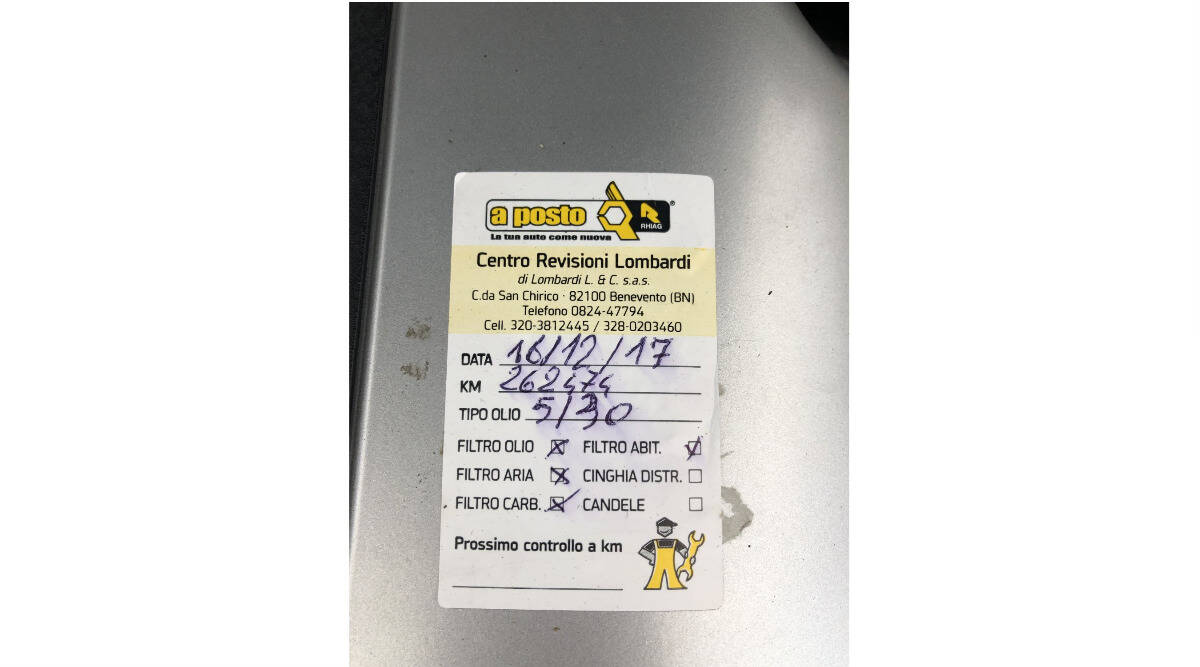 a posto ®
RHIAG
La tua auto come nuova
Centro Revisioni Lombardi
di Lombardi L. & C. s.a.s.
C.da San Chirico · 82100 Benevento (BN)
Telefono 0824-47794
Cell. 320-3812445 / 328-0203460
DATA 16/12/17
KM 262474
TIPO OLIO 5/30
FILTRO OLIO FILTRO ABIT.
FILTRO ARIA CINGHIA DISTR.
FILTRO CARB. CANDELE
Prossimo controllo a km